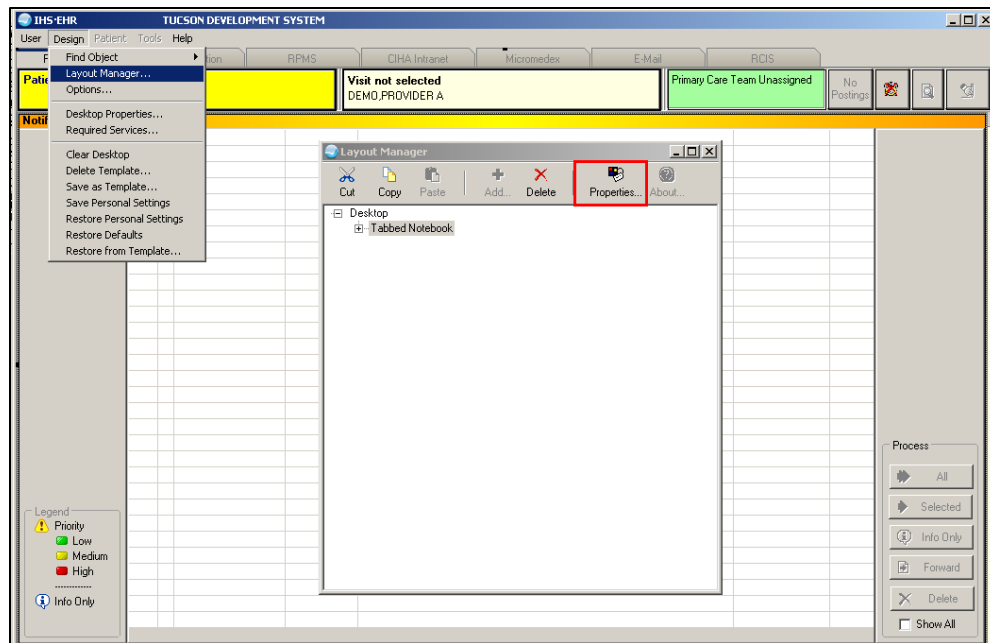 IHS-EHR TUCSON DEVELOPMENT SYSTEM
User Design Patient Tools Help
RPMS CIHA Intranet Micromedex E-Mail RCIS
Find Object
Layout Manager...
Options...
Desktop Properties...
Required Services...
Clear Desktop
Delete Template...
Save as Template...
Save Personal Settings
Restore Personal Settings
Restore Defaults
Restore from Template...
Visit not selected
DEMO,PROVIDER A
Primary Care Team Unassigned
No
Postings
Layout Manager
Cut Copy Paste Add... Delete Properties... About...
Desktop
Tabbed Notebook
Legend
Priority
Low
Medium
High
-------------
Info Only
Process
All
Selected
Info Only
Forward
Delete
Show All